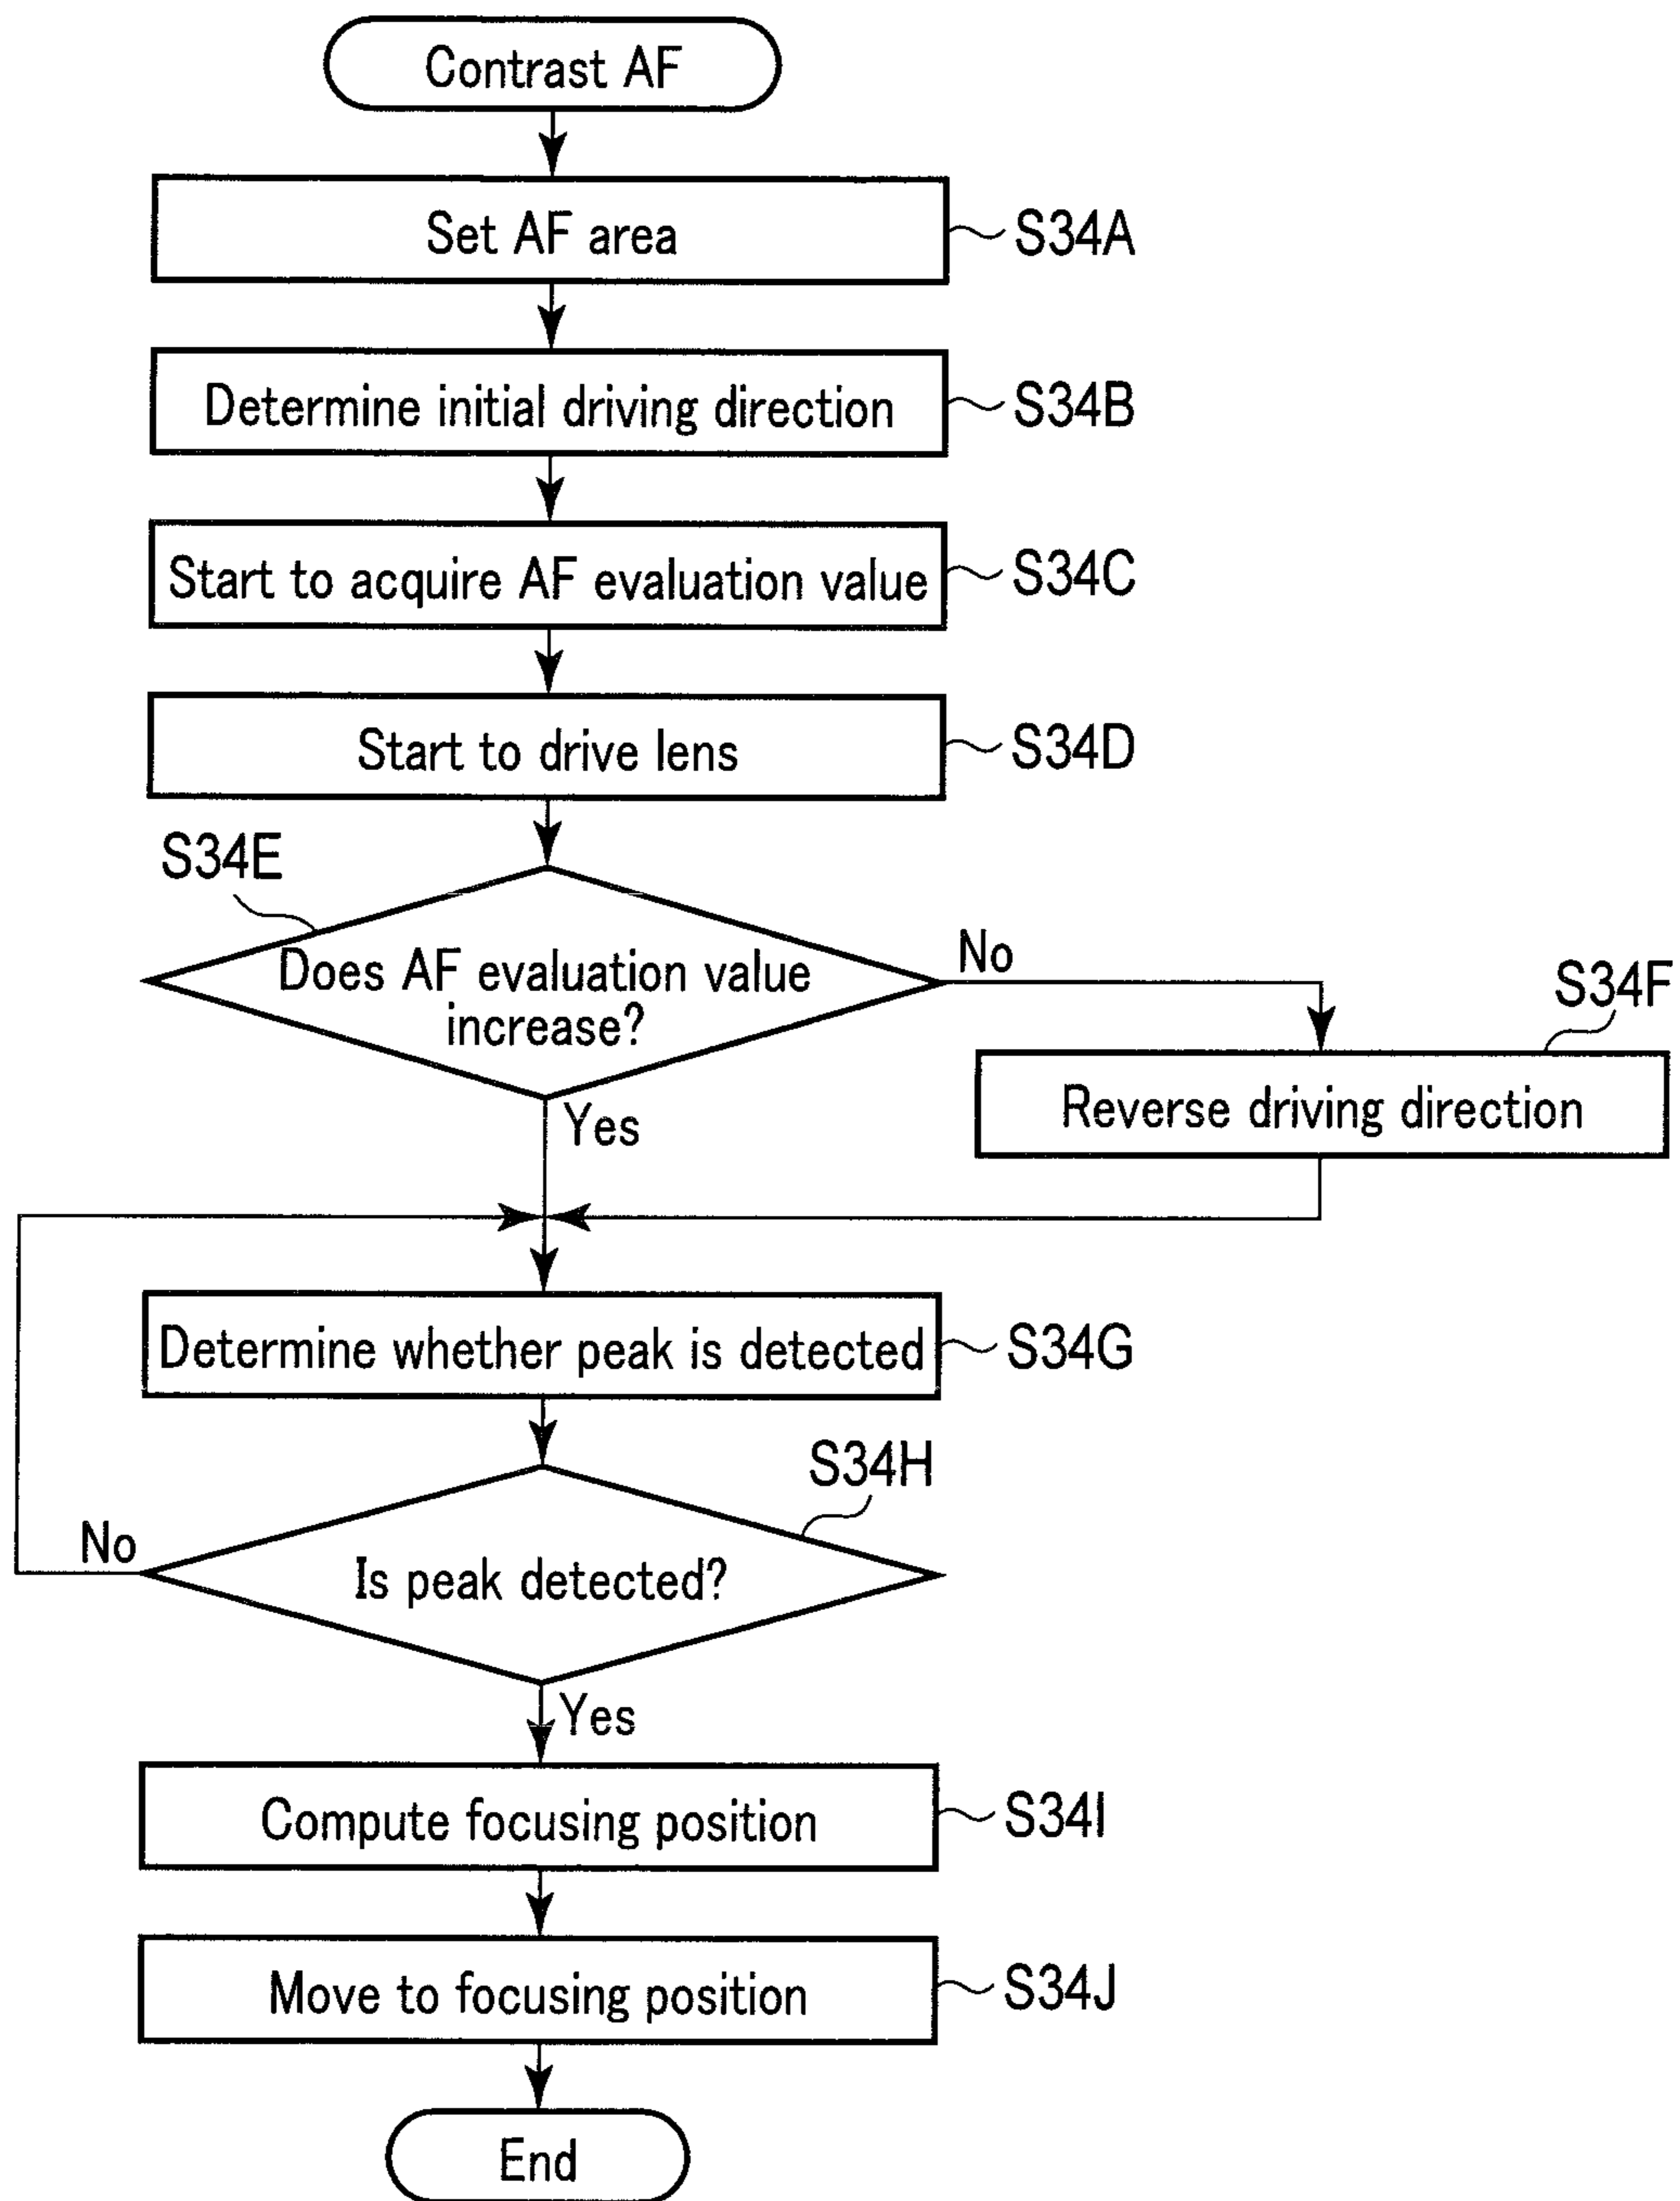 Contrast AF
Set AF area
S34A
Determine initial driving direction
S34B
Start to acquire AF evaluation value
S34C
Start to drive lens
S34D
S34E
Does AF evaluation value
increase?
No
S34F
Reverse driving direction
Yes
Determine whether peak is detected
S34G
S34H
Is peak detected?
No
Yes
Compute focusing position
S34I
Move to focusing position
S34J
End